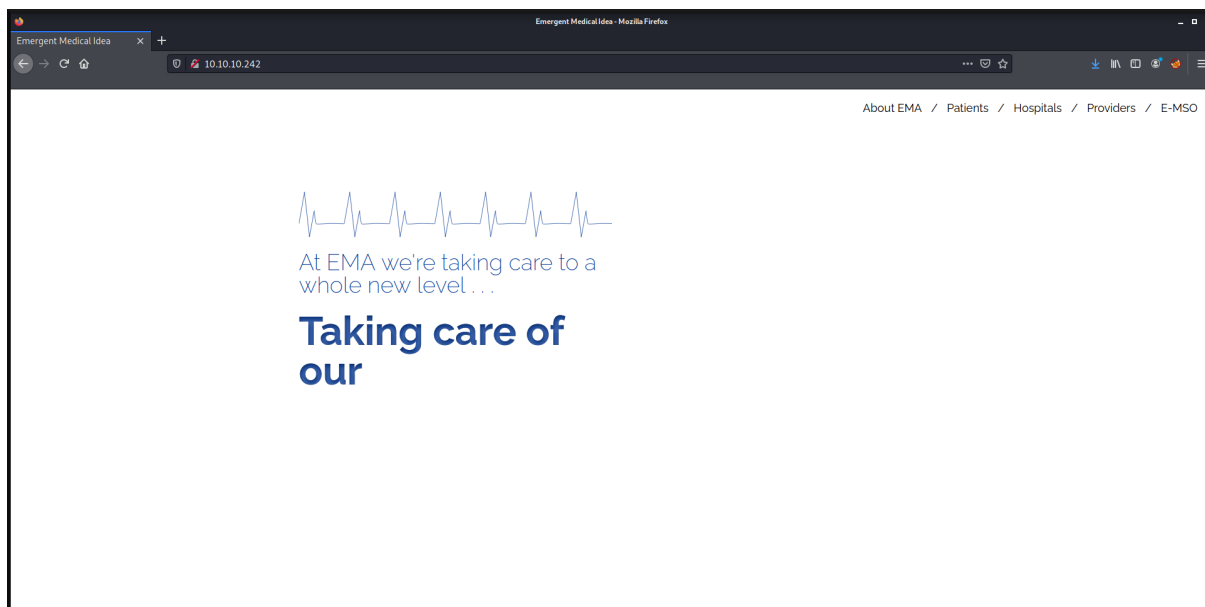 Emergent Medical Idea - Mozilla Firefox
Emergent Medical Idea
10.10.10.242
About EMA / Patients / Hospitals / Providers / E-MSO
At EMA we're taking care to a
whole new level . . .
Taking care of
our